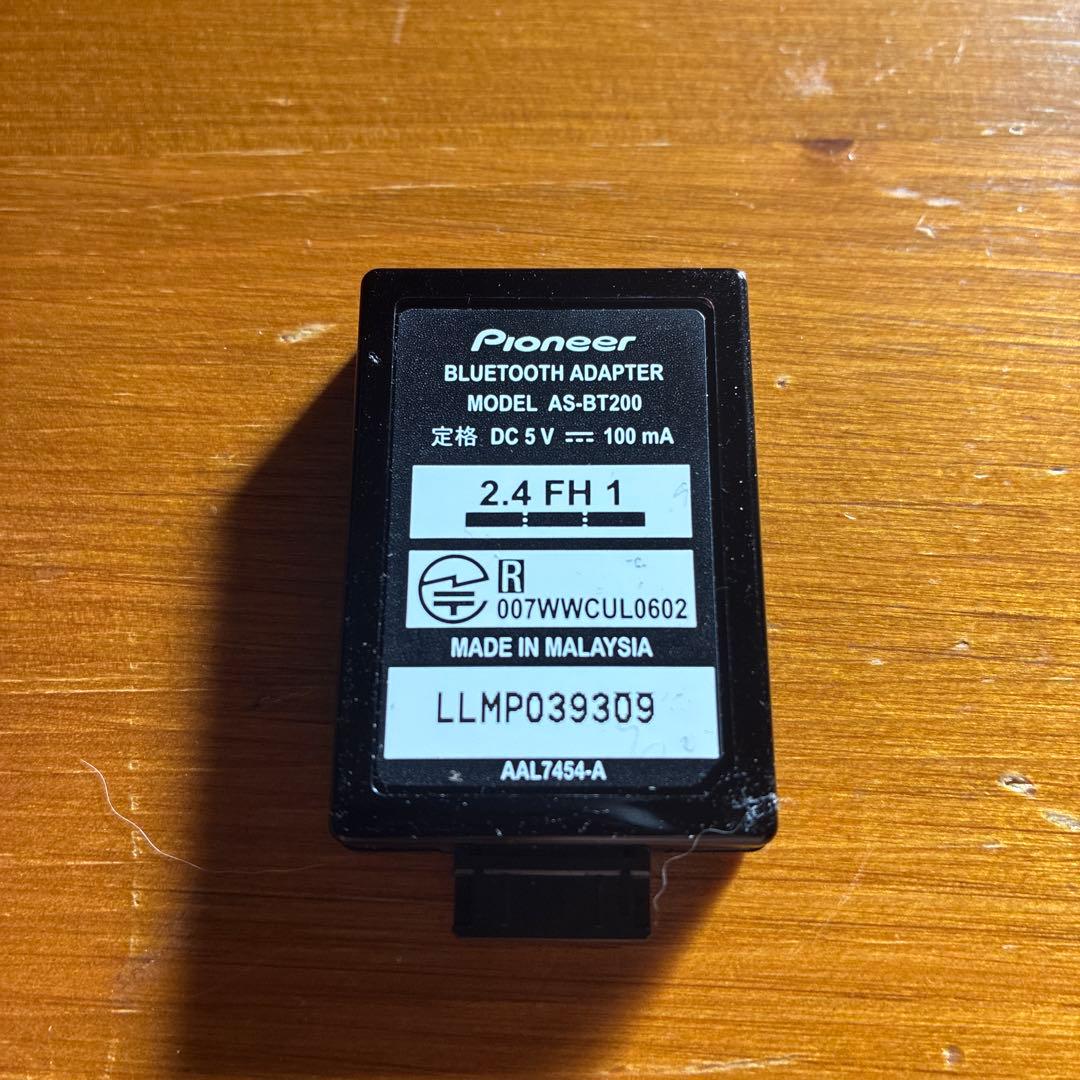 Pioneer
BLUETOOTH ADAPTER
MODEL AS-BT200
定格 DC 5 V ⎓ 100 mA
2.4 FH 1
R
007WWCUL0602
MADE IN MALAYSIA
LLMP039309
AAL7454-A